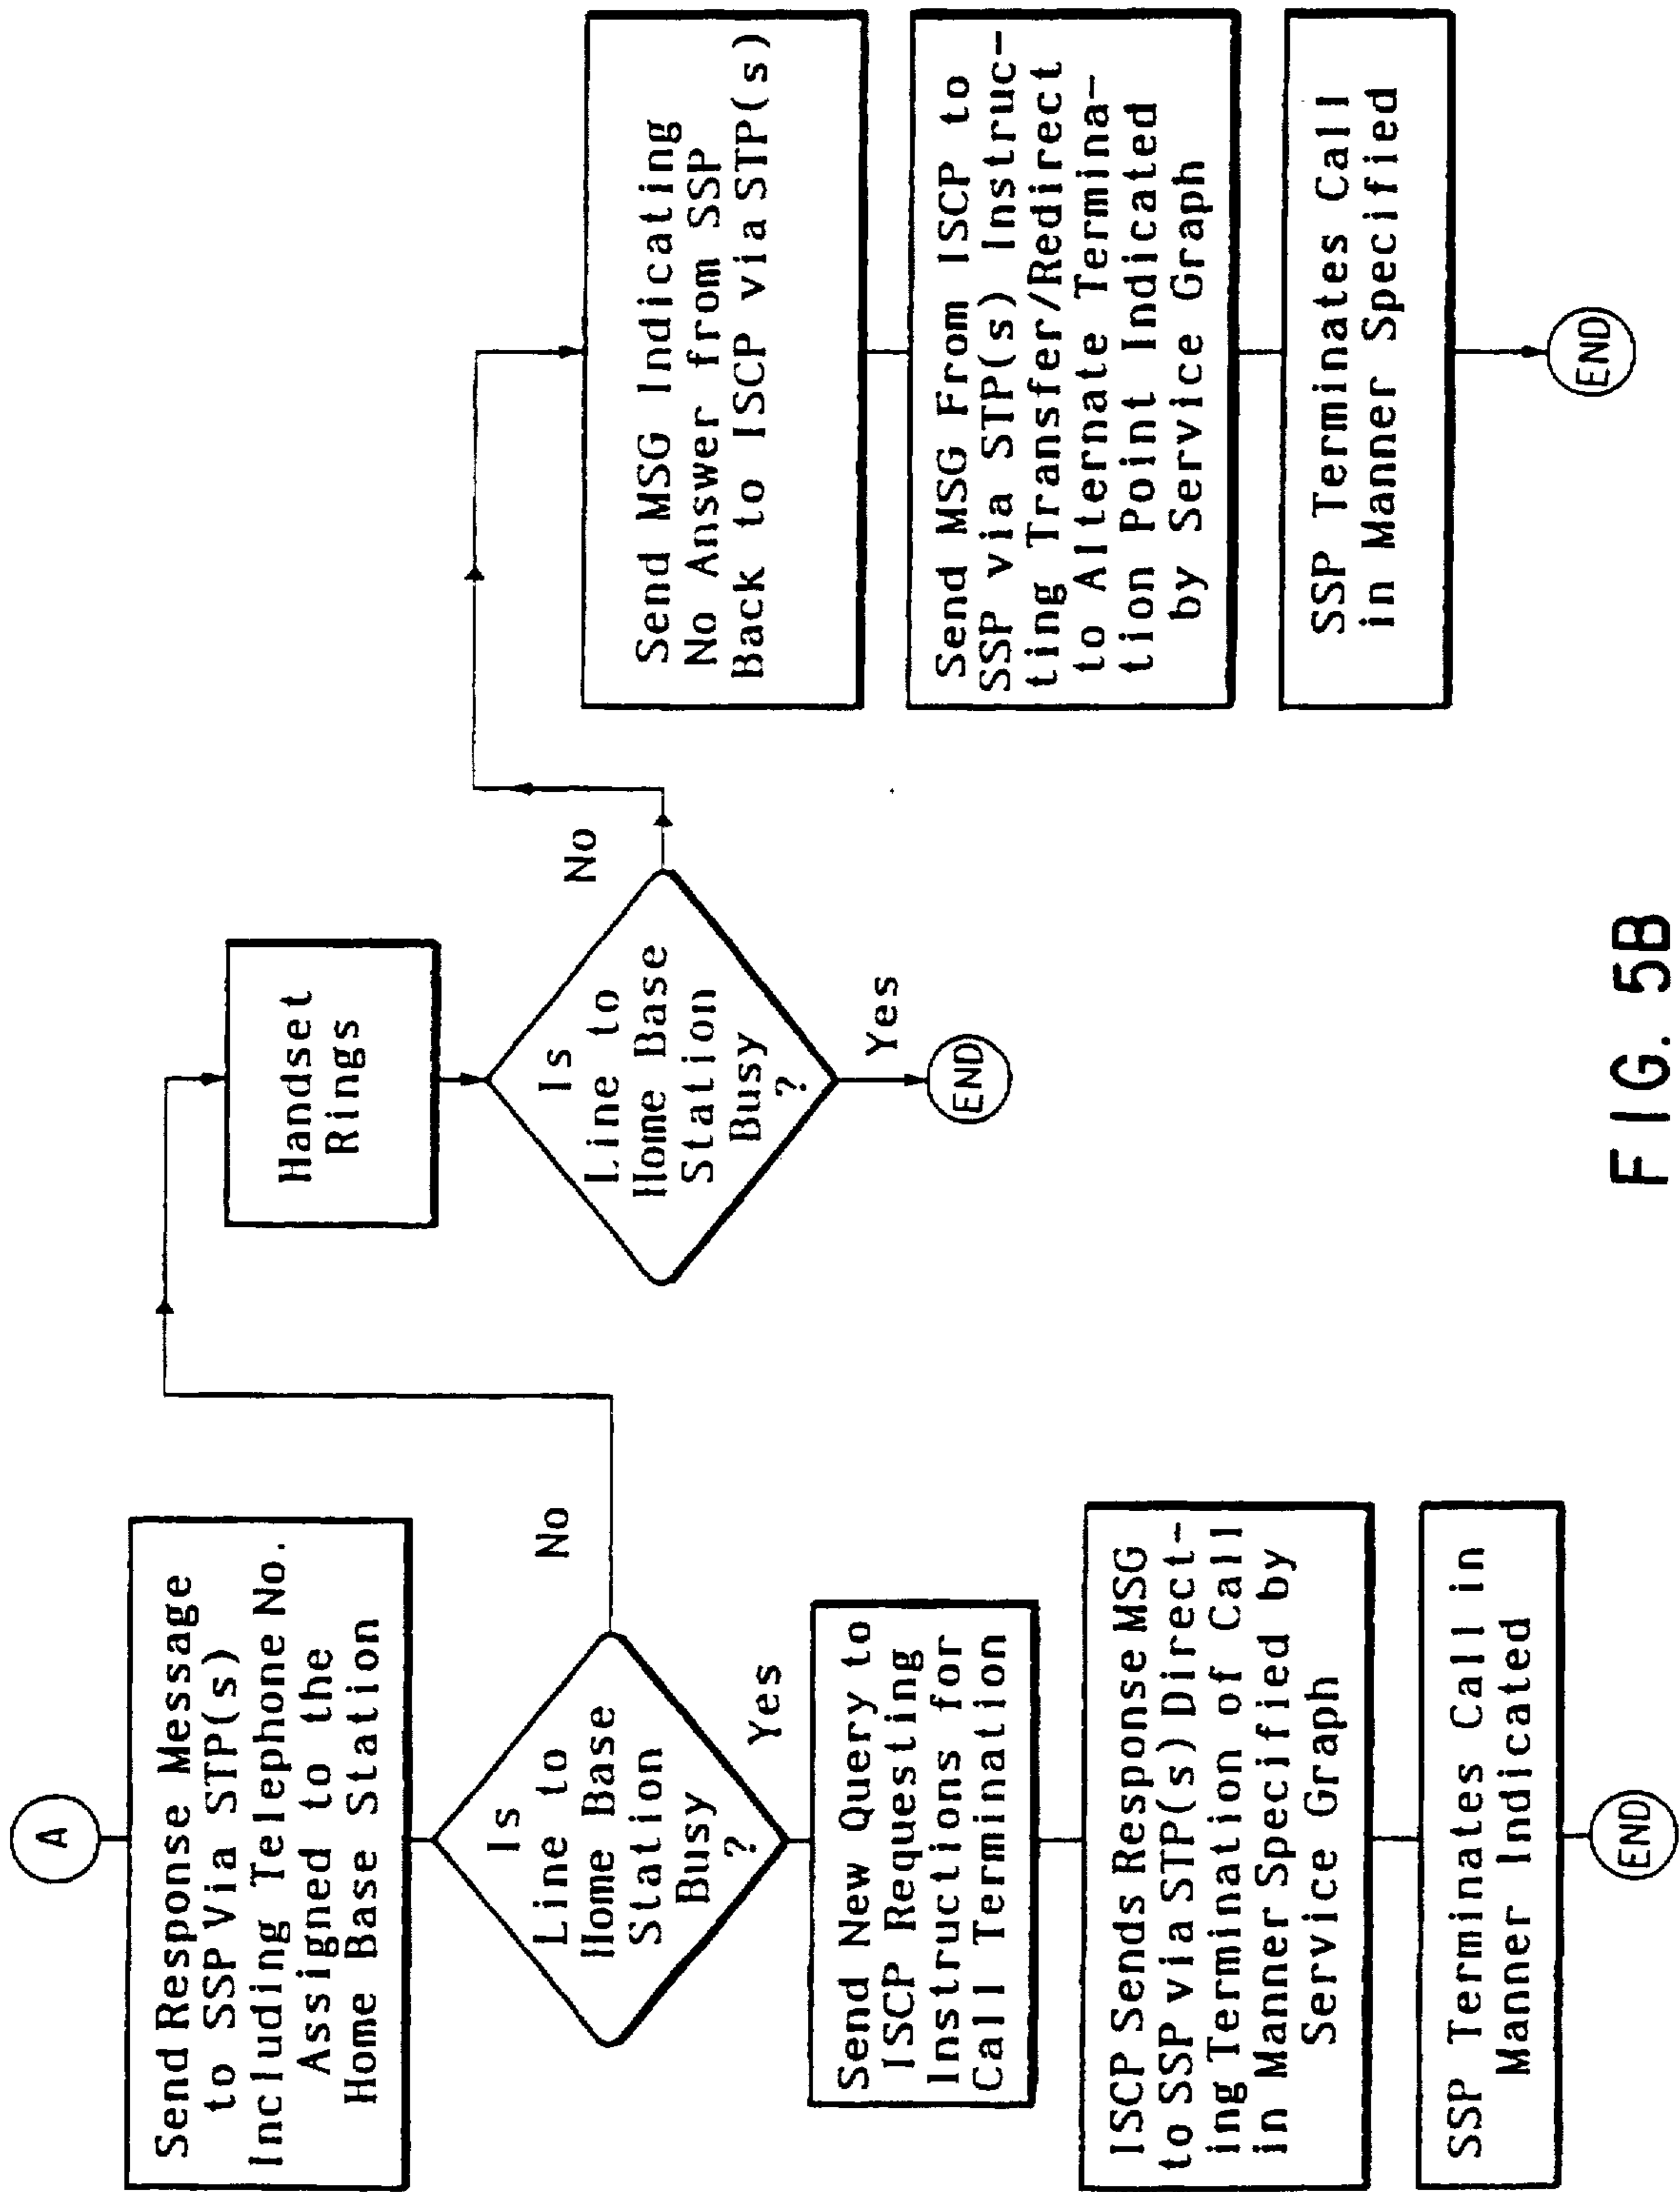 A
Send Response Message
to SSP Via STP(s)
Including Telephone No.
Assigned to the
Home Base Station
Is
Line to
Home Base
Station
Busy
?
No
Yes
Send New Query to
ISCP Requesting
Instructions for
Call Termination
ISCP Sends Response MSG
to SSP via STP(s) Direct-
ing Termination of Call
in Manner Specified by
Service Graph
SSP Terminates Call in
Manner Indicated
END
Handset
Rings
Is
Line to
Home Base
Station
Busy
?
No
Yes
END
Send MSG Indicating
No Answer from SSP
Back to ISCP via STP(s)
Send MSG From ISCP to
SSP via STP(s) Instruc-
ting Transfer/Redirect
to Alternate Termina-
tion Point Indicated
by Service Graph
SSP Terminates Call
in Manner Specified
END
FIG. 5B